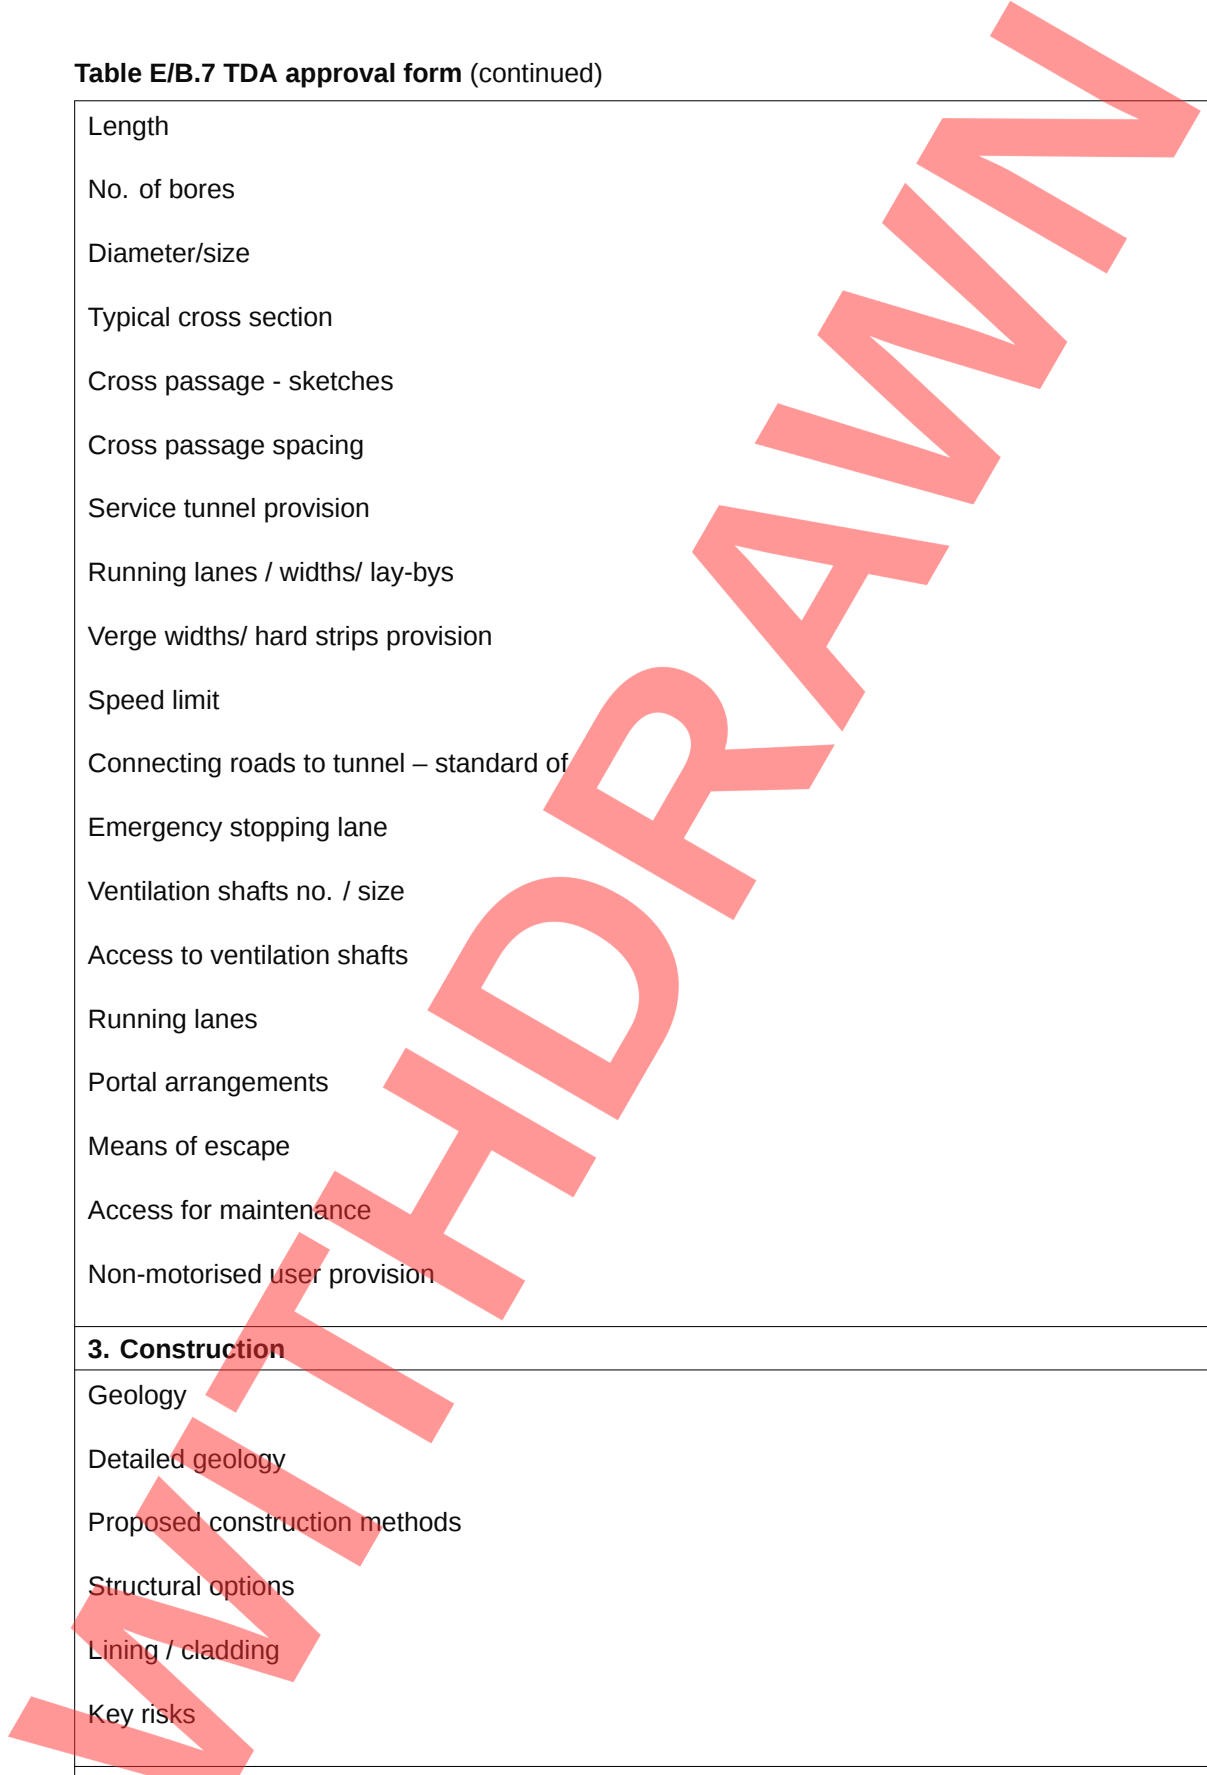 Table E/B.7 TDA approval form (continued)
Length
No. of bores
Diameter/size
Typical cross section
Cross passage - sketches
Cross passage spacing
Service tunnel provision
Running lanes / widths/ lay-bys
Verge widths/ hard strips provision
Speed limit
Connecting roads to tunnel – standard of
Emergency stopping lane
Ventilation shafts no. / size
Access to ventilation shafts
Running lanes
Portal arrangements
Means of escape
Access for maintenance
Non-motorised user provision
3. Construction
Geology
Detailed geology
Proposed construction methods
Structural options
Lining / cladding
Key risks
WITHDRAWN